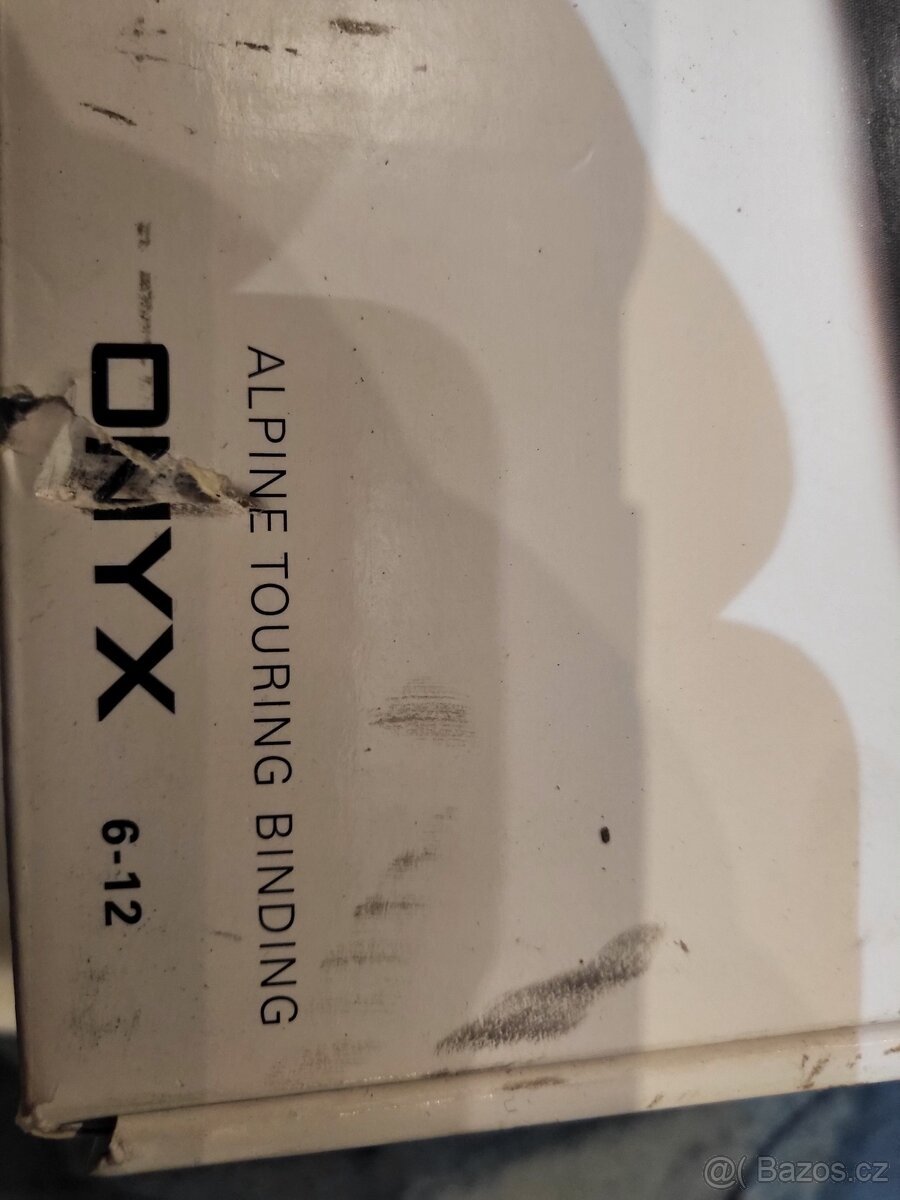 ONYX 6-12
ALPINE TOURING BINDING
@( Bazos.cz